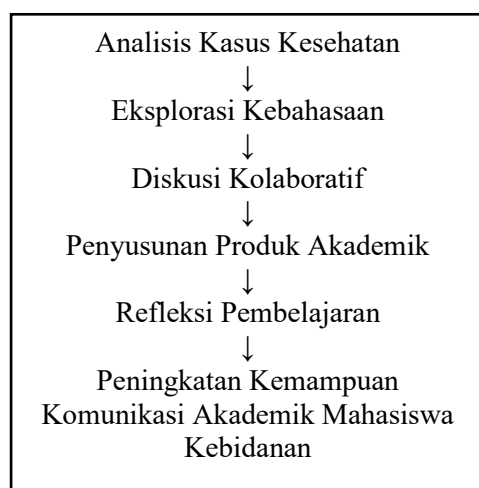 Analisis Kasus Kesehatan
↓
Eksplorasi Kebahasaan
↓
Diskusi Kolaboratif
↓
Penyusunan Produk Akademik
↓
Refleksi Pembelajaran
↓
Peningkatan Kemampuan
Komunikasi Akademik Mahasiswa
Kebidanan